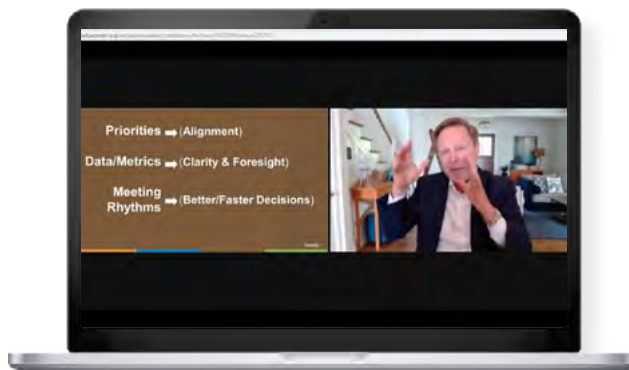 Priorities ➡ (Alignment)
Data/Metrics ➡ (Clarity & Foresight)
Meeting
Rhythms ➡ (Better/Faster Decisions)